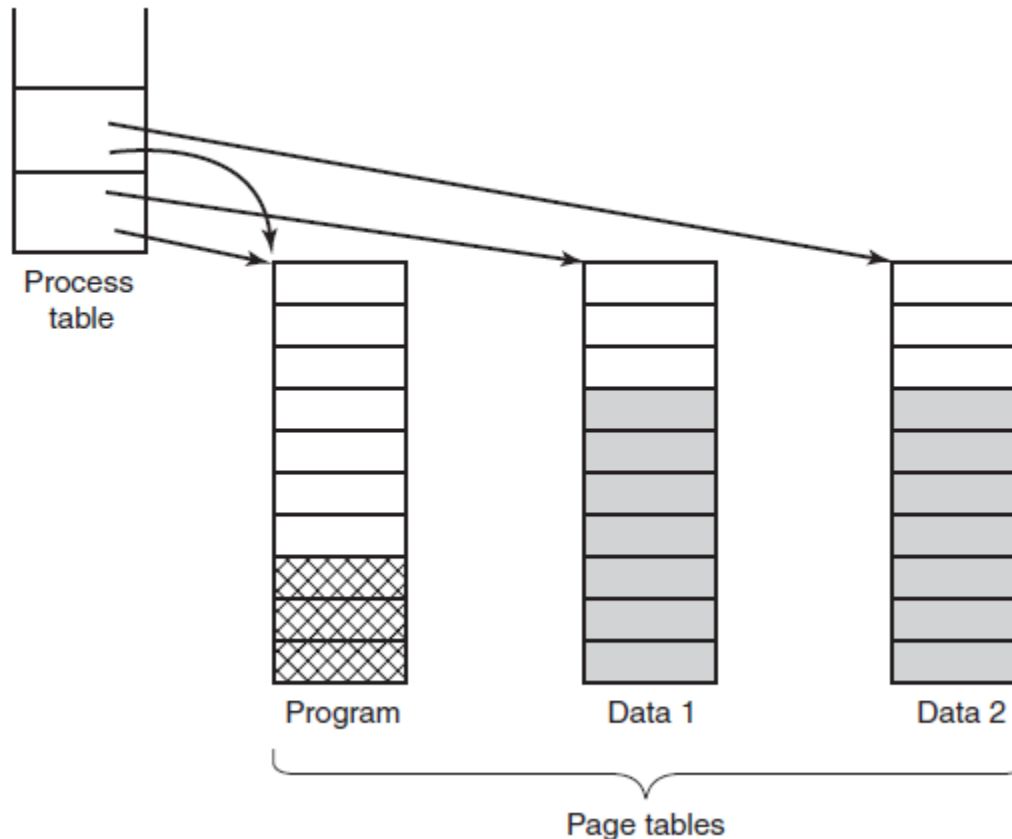 Process
table
Program
Data 1
Data 2
Page tables